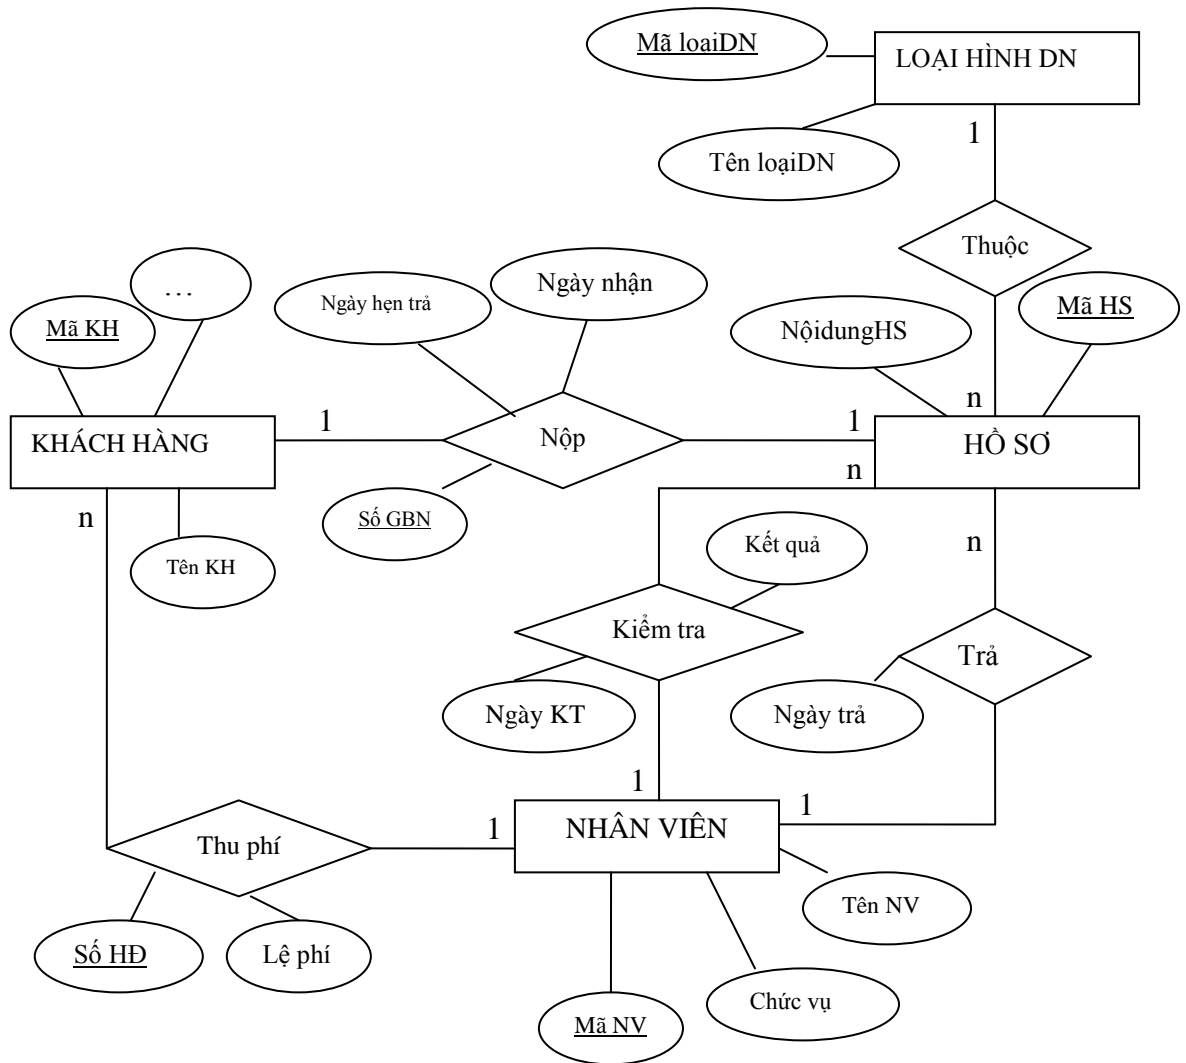 Mã loaiDN
LOẠI HÌNH DN
1
Tên loạiDN
Thuộc
…
Ngày hẹn trả
Ngày nhận
Mã KH
NộidungHS
Mã HS
n
1
1
KHÁCH HÀNG
Nộp
HỒ SƠ
n
n
Số GBN
Kết quả
n
Tên KH
Kiểm tra
Trả
Ngày KT
Ngày trả
1
1
1
NHÂN VIÊN
Thu phí
Tên NV
Số HĐ
Lệ phí
Chức vụ
Mã NV